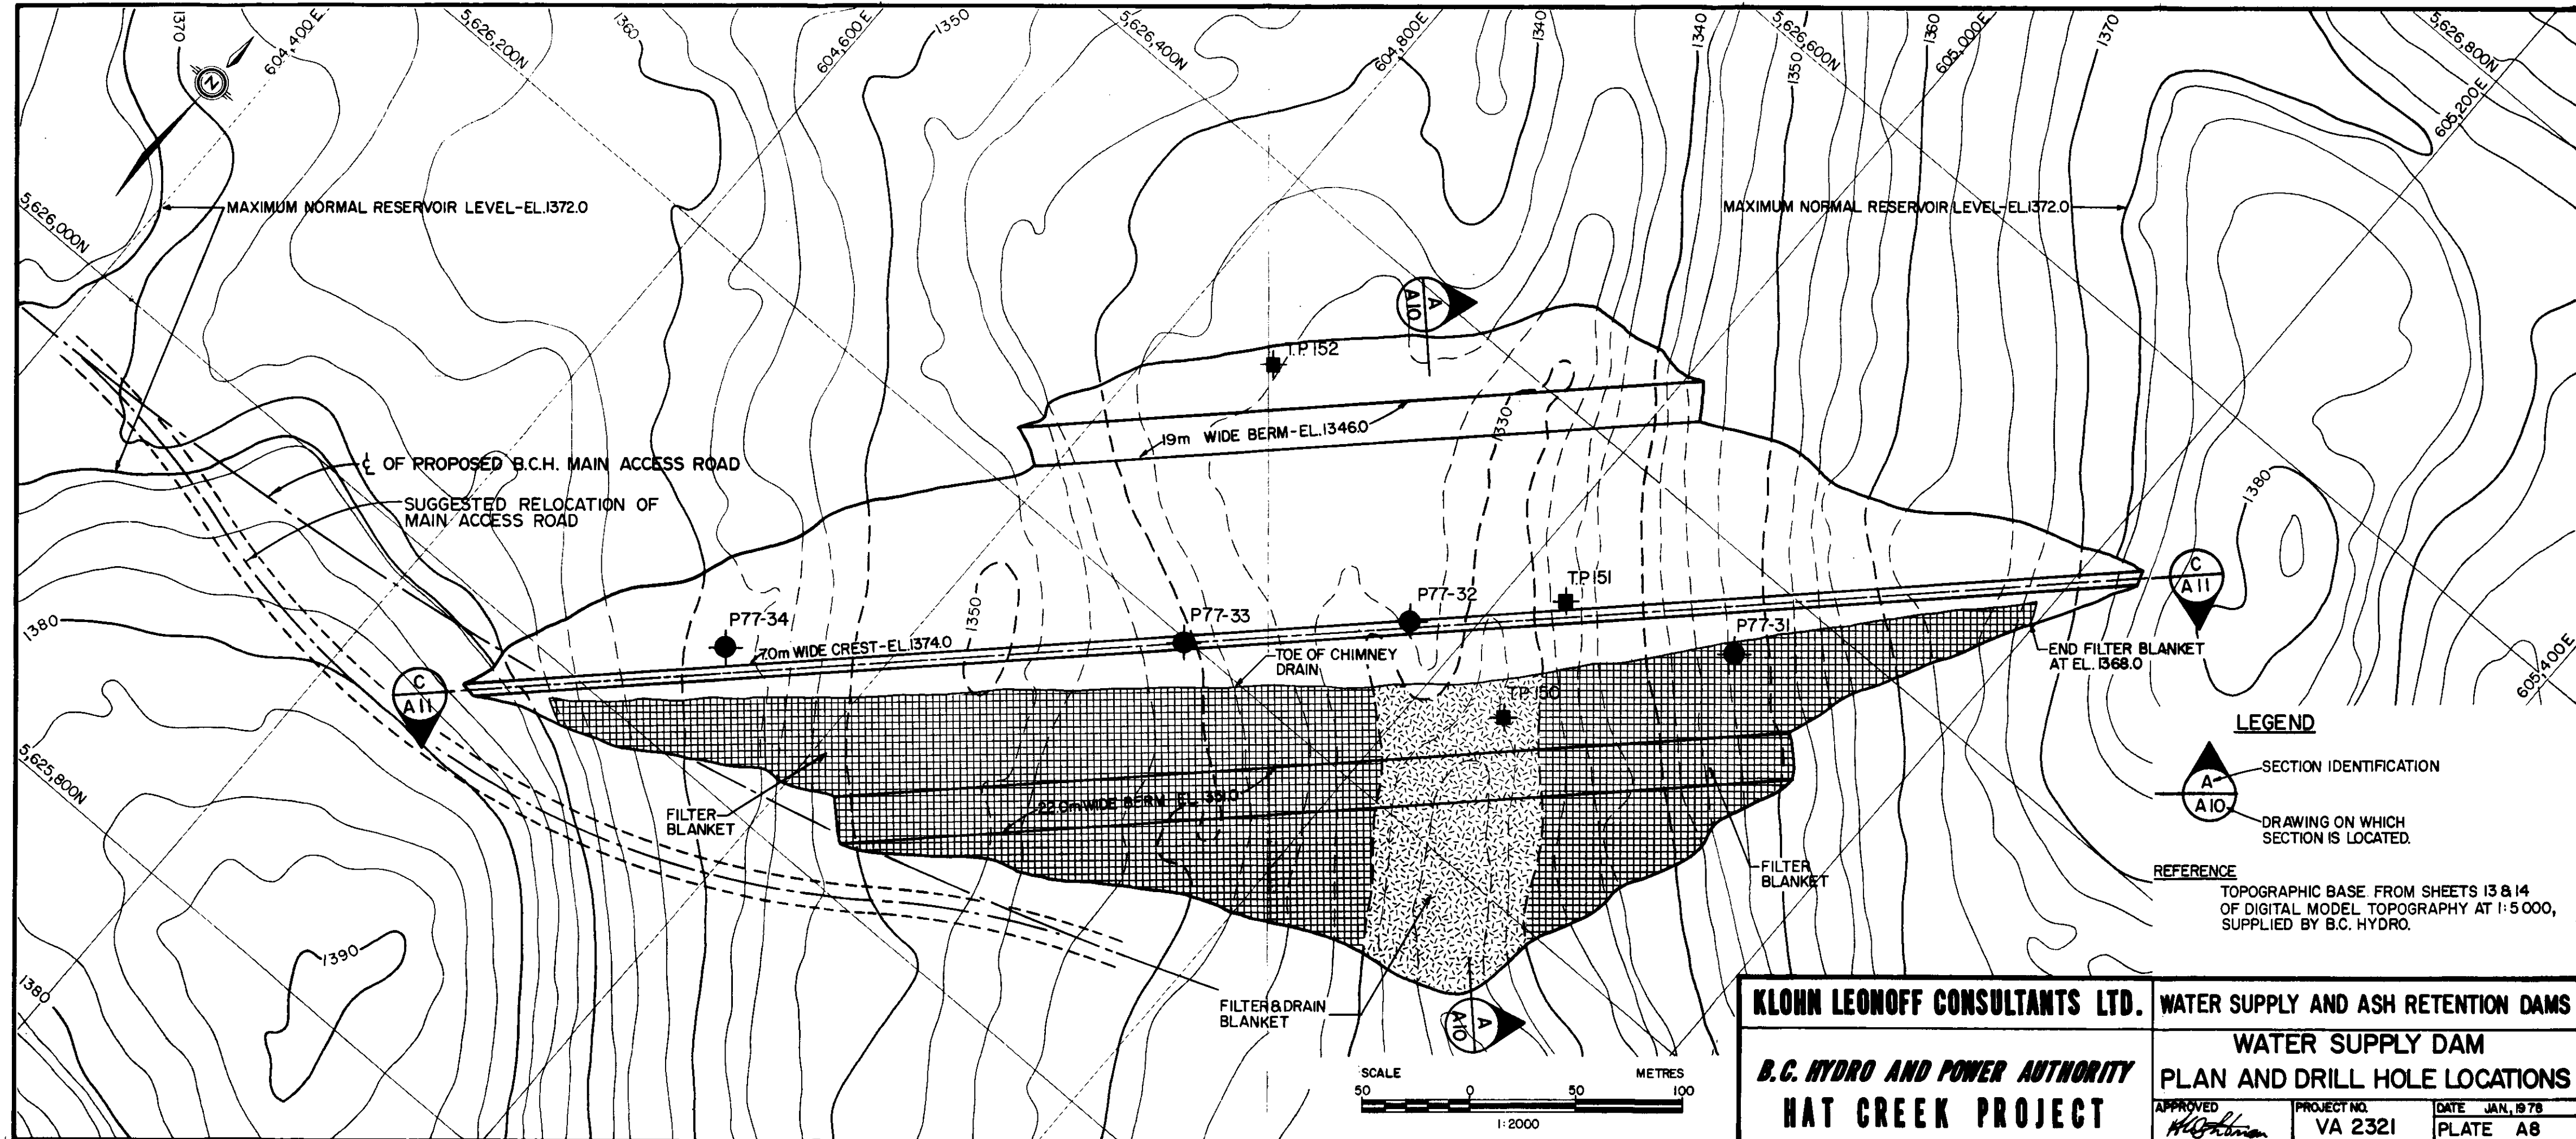 1370
604,400 E
5,626,200N
1360
604,600 E
1350
5,626,400N
604,800E
1340
1340
5,626,600N
1350
1360
605,000E
1370
5,626,800N
605,200E
N
5,626,000N
MAXIMUM NORMAL RESERVOIR LEVEL-EL.1372.0
MAXIMUM NORMAL RESERVOIR LEVEL-EL.1372.0
A
A10
T.P. 152
19m WIDE BERM-EL.1346.0
1330
℄ OF PROPOSED B.C.H. MAIN ACCESS ROAD
SUGGESTED RELOCATION OF
MAIN ACCESS ROAD
1380
C
A11
1380
P77-34
1350
P77-33
P77-32
T.P. 151
P77-31
7.0m WIDE CREST-EL.1374.0
TOE OF CHIMNEY
DRAIN
END FILTER BLANKET
AT EL. 1368.0
605,400E
C
A11
T.P. 150
5,625,800N
22.0m WIDE BERM
FILTER
BLANKET
FILTER
BLANKET
1390
1380
FILTER & DRAIN
BLANKET
A
A10
LEGEND
SECTION IDENTIFICATION
A
A10
DRAWING ON WHICH
SECTION IS LOCATED.
REFERENCE
TOPOGRAPHIC BASE FROM SHEETS 13 & 14
OF DIGITAL MODEL TOPOGRAPHY AT 1:5 000,
SUPPLIED BY B.C. HYDRO.
SCALE METRES
50 0 50 100
1:2000
KLOHN LEONOFF CONSULTANTS LTD.
B.C. HYDRO AND POWER AUTHORITY
HAT CREEK PROJECT
WATER SUPPLY AND ASH RETENTION DAMS
WATER SUPPLY DAM
PLAN AND DRILL HOLE LOCATIONS
APPROVED
PROJECT NO.
VA 2321
DATE JAN, 1978
PLATE A8